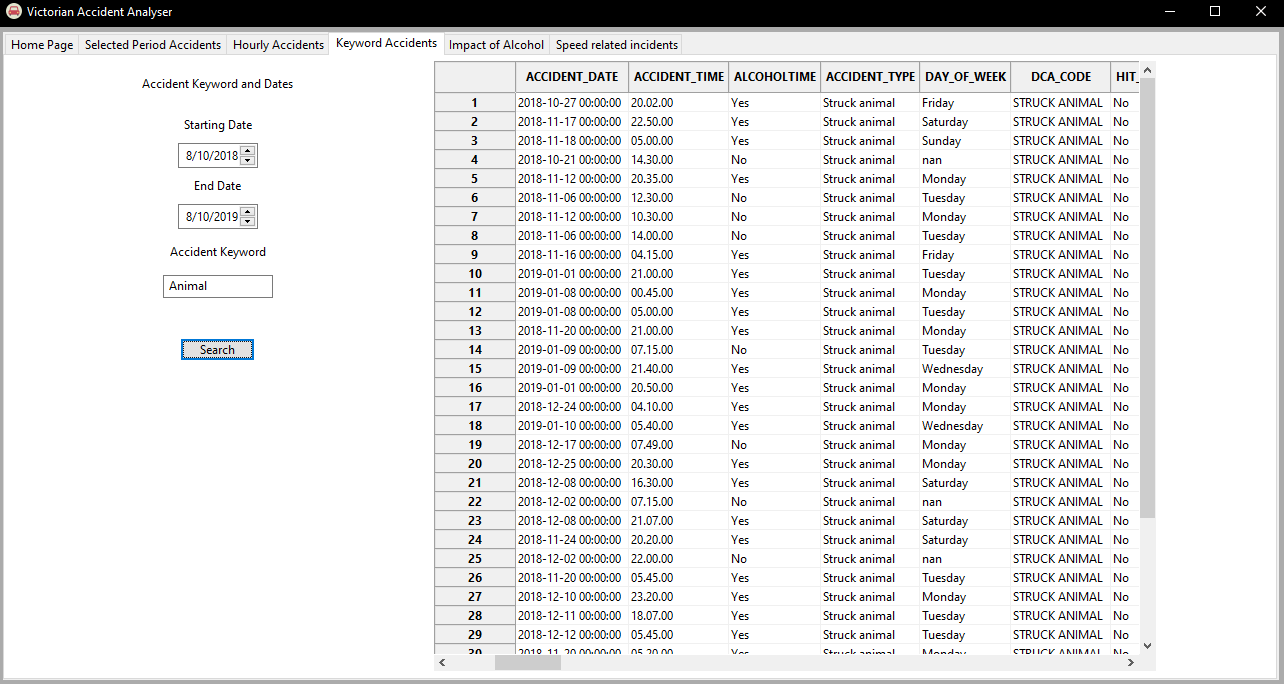 Victorian Accident Analyser
Home Page Selected Period Accidents Hourly Accidents Keyword Accidents Impact of Alcohol Speed related incidents
Accident Keyword and Dates
Starting Date
8/10/2018
End Date
8/10/2019
Accident Keyword
Animal
Search
ACCIDENT_DATE ACCIDENT_TIME ALCOHOLTIME ACCIDENT_TYPE DAY_OF_WEEK DCA_CODE HIT_
1 2018-10-27 00:00:00 20.02.00 Yes Struck animal Friday STRUCK ANIMAL No
2 2018-11-17 00:00:00 22.50.00 Yes Struck animal Saturday STRUCK ANIMAL No
3 2018-11-18 00:00:00 05.00.00 Yes Struck animal Sunday STRUCK ANIMAL No
4 2018-10-21 00:00:00 14.30.00 No Struck animal nan STRUCK ANIMAL No
5 2018-11-12 00:00:00 20.35.00 Yes Struck animal Monday STRUCK ANIMAL No
6 2018-11-06 00:00:00 12.30.00 No Struck animal Tuesday STRUCK ANIMAL No
7 2018-11-12 00:00:00 10.30.00 No Struck animal Monday STRUCK ANIMAL No
8 2018-11-06 00:00:00 14.00.00 No Struck animal Tuesday STRUCK ANIMAL No
9 2018-11-16 00:00:00 04.15.00 Yes Struck animal Friday STRUCK ANIMAL No
10 2019-01-01 00:00:00 21.00.00 Yes Struck animal Tuesday STRUCK ANIMAL No
11 2019-01-08 00:00:00 00.45.00 Yes Struck animal Monday STRUCK ANIMAL No
12 2019-01-08 00:00:00 05.00.00 Yes Struck animal Tuesday STRUCK ANIMAL No
13 2018-11-20 00:00:00 21.00.00 Yes Struck animal Monday STRUCK ANIMAL No
14 2019-01-09 00:00:00 07.15.00 No Struck animal Tuesday STRUCK ANIMAL No
15 2019-01-09 00:00:00 21.40.00 Yes Struck animal Wednesday STRUCK ANIMAL No
16 2019-01-01 00:00:00 20.50.00 Yes Struck animal Monday STRUCK ANIMAL No
17 2018-12-24 00:00:00 04.10.00 Yes Struck animal Monday STRUCK ANIMAL No
18 2019-01-10 00:00:00 05.40.00 Yes Struck animal Wednesday STRUCK ANIMAL No
19 2018-12-17 00:00:00 07.49.00 No Struck animal Monday STRUCK ANIMAL No
20 2018-12-25 00:00:00 20.30.00 Yes Struck animal Monday STRUCK ANIMAL No
21 2018-12-08 00:00:00 16.30.00 Yes Struck animal Saturday STRUCK ANIMAL No
22 2018-12-02 00:00:00 07.15.00 No Struck animal nan STRUCK ANIMAL No
23 2018-12-08 00:00:00 21.07.00 Yes Struck animal Saturday STRUCK ANIMAL No
24 2018-11-24 00:00:00 20.20.00 Yes Struck animal Saturday STRUCK ANIMAL No
25 2018-12-02 00:00:00 22.00.00 No Struck animal nan STRUCK ANIMAL No
26 2018-11-20 00:00:00 05.45.00 Yes Struck animal Tuesday STRUCK ANIMAL No
27 2018-12-10 00:00:00 23.20.00 Yes Struck animal Monday STRUCK ANIMAL No
28 2018-12-11 00:00:00 18.07.00 Yes Struck animal Tuesday STRUCK ANIMAL No
29 2018-12-12 00:00:00 05.45.00 Yes Struck animal Tuesday STRUCK ANIMAL No
30 2018-11-20 00:00:00 05.20.00 Yes Struck animal Monday STRUCK ANIMAL No